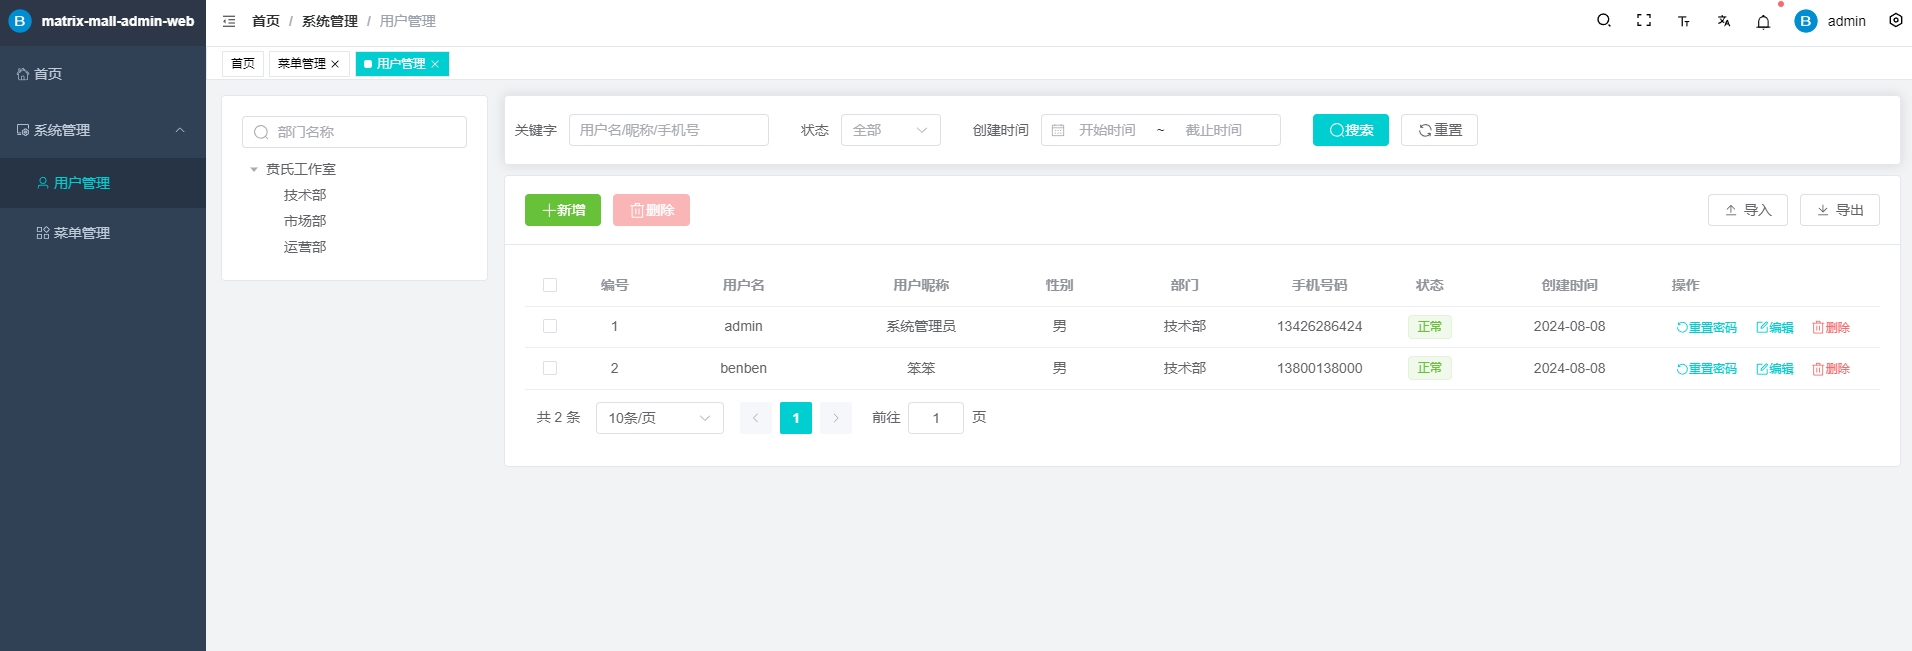 B matrix-mall-admin-web
首页 / 系统管理 / 用户管理
B admin
首页
系统管理
用户管理
菜单管理
首页
菜单管理
用户管理
部门名称
贲氏工作室
技术部
市场部
运营部
关键字 用户名/昵称/手机号 状态 全部 创建时间 开始时间 ~ 截止时间 搜索 重置
新增 删除 导入 导出
编号 用户名 用户昵称 性别 部门 手机号码 状态 创建时间 操作
1 admin 系统管理员 男 技术部 13426286424 正常 2024-08-08 重置密码 编辑 删除
2 benben 笨笨 男 技术部 13800138000 正常 2024-08-08 重置密码 编辑 删除
共 2 条 10条/页 1 前往 1 页